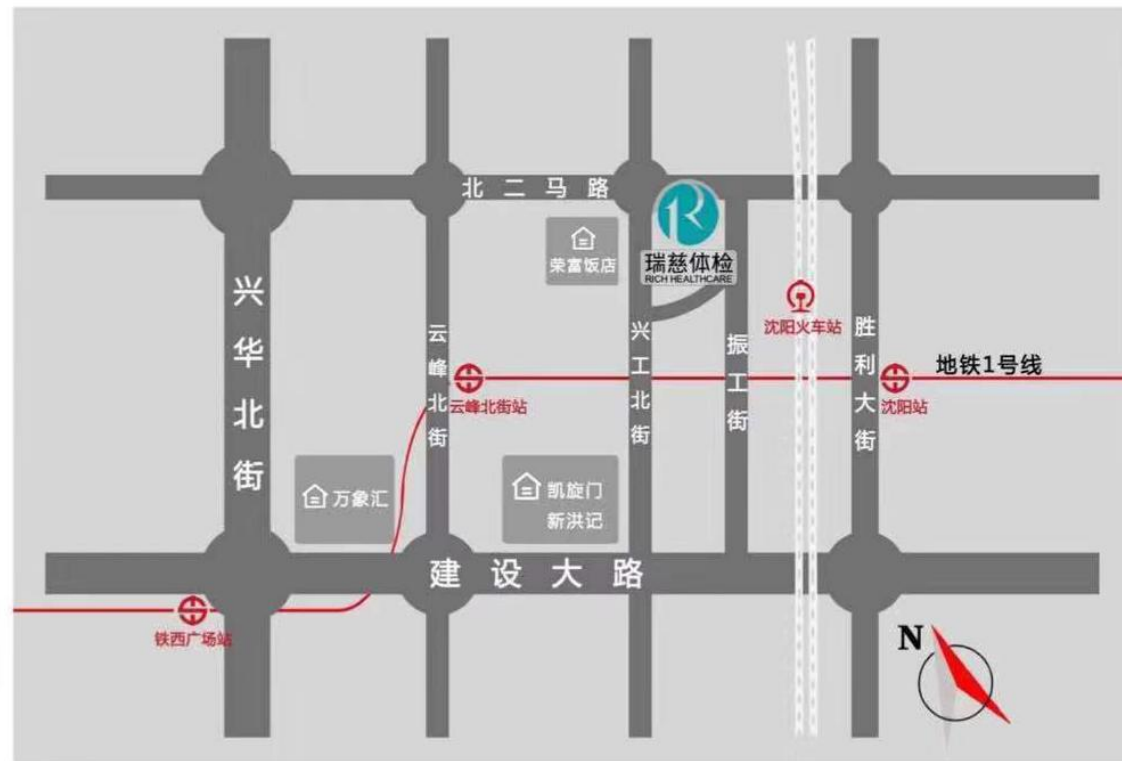 北二马路
荣富饭店
瑞慈体检
RICH HEALTHCARE
兴华北街
云峰北街
兴工北街
振工街
沈阳火车站
胜利大街
地铁1号线
云峰北街站
沈阳站
万象汇
凯旋门
新洪记
建设大路
铁西广场站
N